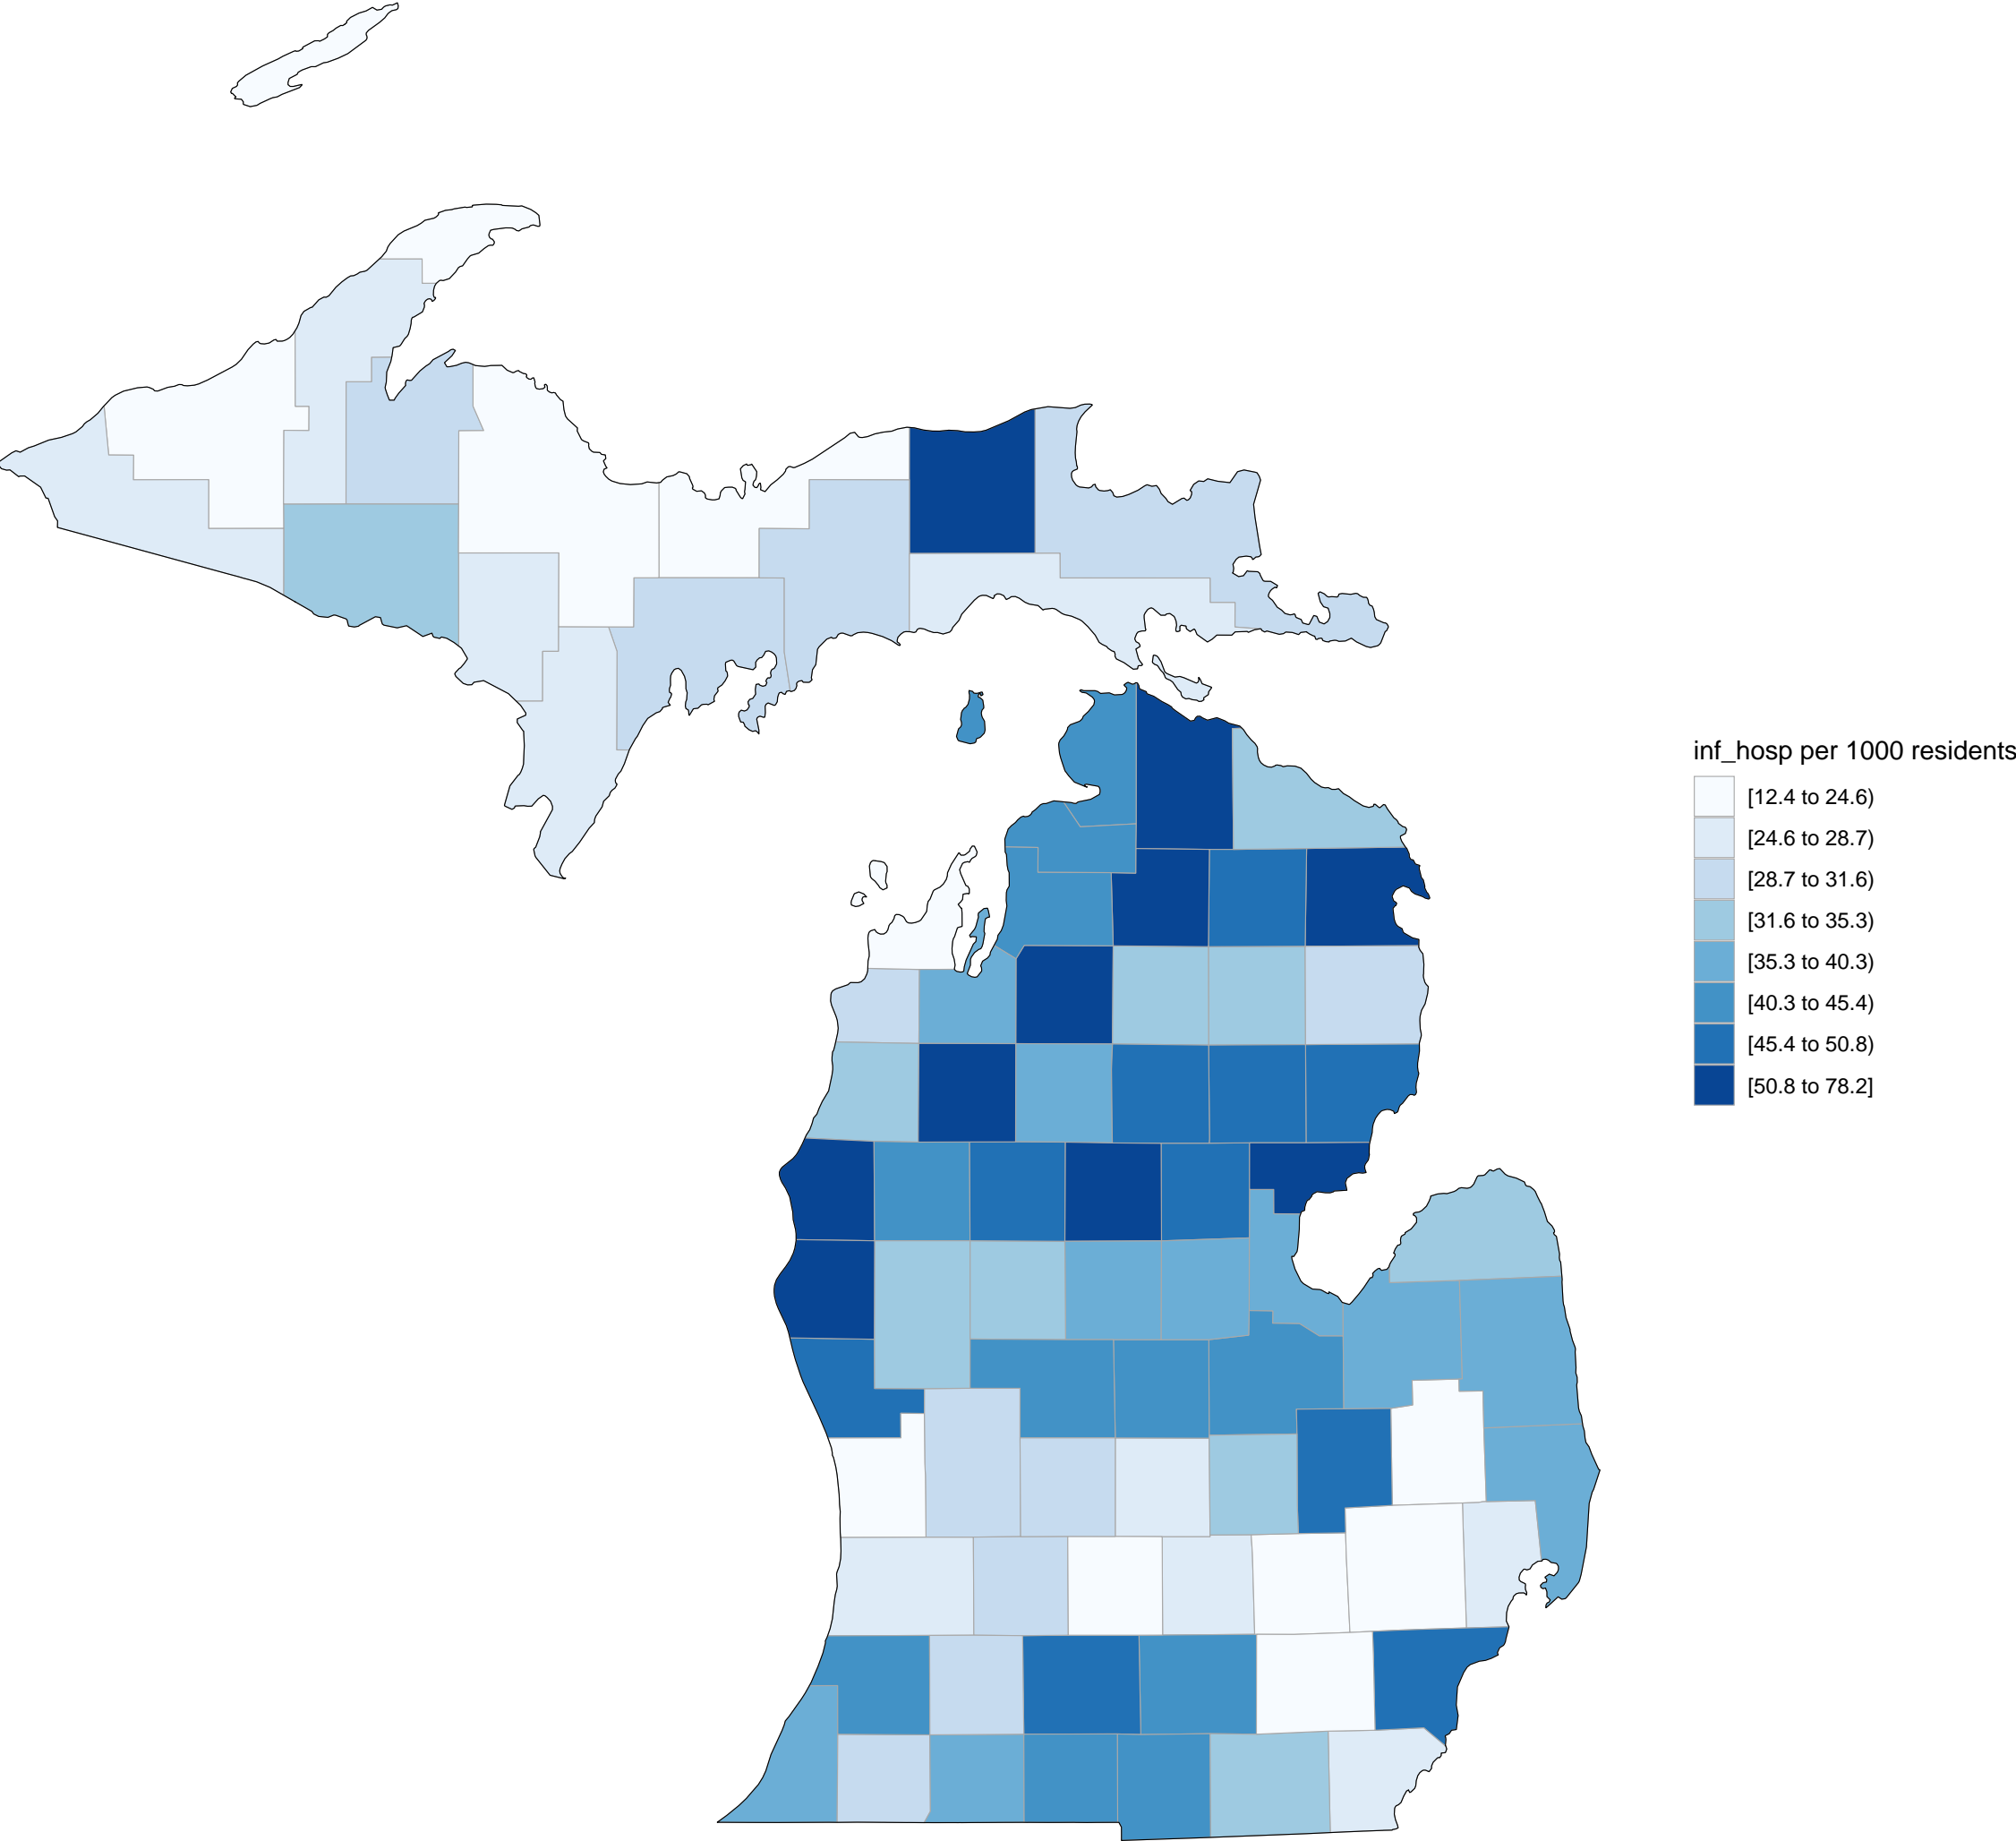 inf_hosp per 1000 residents
[12.4 to 24.6)
[24.6 to 28.7)
[28.7 to 31.6)
[31.6 to 35.3)
[35.3 to 40.3)
[40.3 to 45.4)
[45.4 to 50.8)
[50.8 to 78.2]